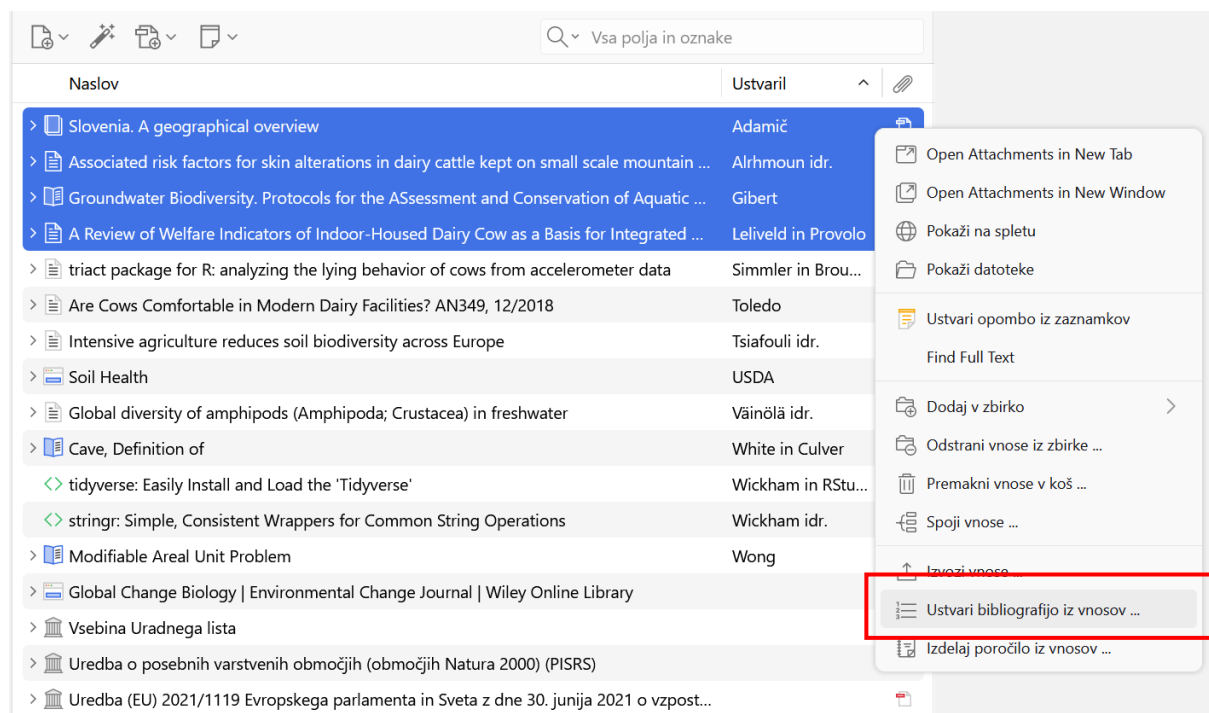 Vsa polja in oznake
Naslov Ustvaril
Slovenia. A geographical overview Adamič
Associated risk factors for skin alterations in dairy cattle kept on small scale mountain ... Alrhmoun idr.
Groundwater Biodiversity. Protocols for the ASsessment and Conservation of Aquatic ... Gibert
A Review of Welfare Indicators of Indoor-Housed Dairy Cow as a Basis for Integrated ... Leliveld in Provolo
triact package for R: analyzing the lying behavior of cows from accelerometer data Simmler in Brou...
Are Cows Comfortable in Modern Dairy Facilities? AN349, 12/2018 Toledo
Intensive agriculture reduces soil biodiversity across Europe Tsiafouli idr.
Soil Health USDA
Global diversity of amphipods (Amphipoda; Crustacea) in freshwater Väinölä idr.
Cave, Definition of White in Culver
tidyverse: Easily Install and Load the 'Tidyverse' Wickham in RStu...
stringr: Simple, Consistent Wrappers for Common String Operations Wickham idr.
Modifiable Areal Unit Problem Wong
Global Change Biology | Environmental Change Journal | Wiley Online Library
Vsebina Uradnega lista
Uredba o posebnih varstvenih območjih (območjih Natura 2000) (PISRS)
Uredba (EU) 2021/1119 Evropskega parlamenta in Sveta z dne 30. junija 2021 o vzpost...
Open Attachments in New Tab
Open Attachments in New Window
Pokaži na spletu
Pokaži datoteke
Ustvari opombo iz zaznamkov
Find Full Text
Dodaj v zbirko
Odstrani vnose iz zbirke ...
Premakni vnose v koš ...
Spoji vnose ...
Izvozi vnose ...
Ustvari bibliografijo iz vnosov ...
Izdelaj poročilo iz vnosov ...